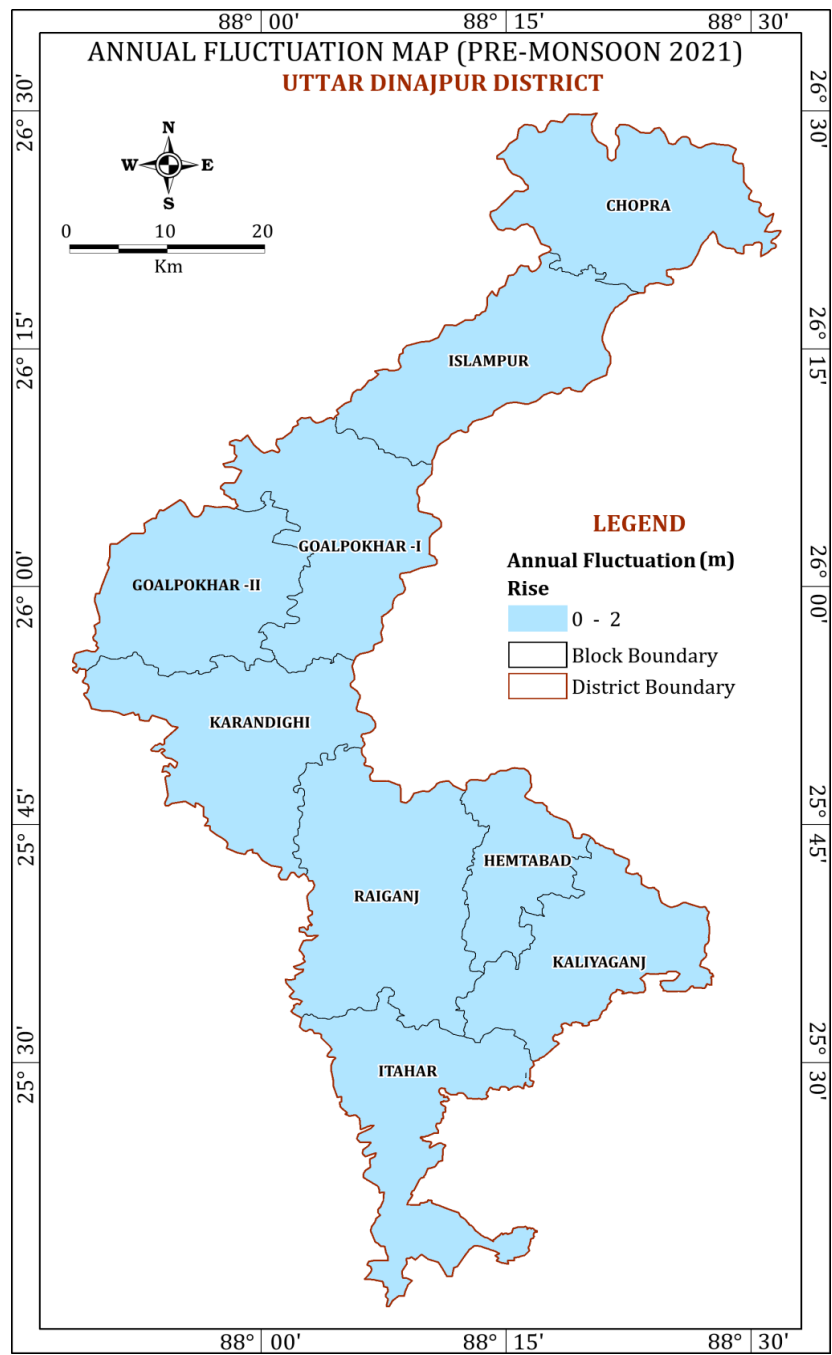 88° 00' 88° 15' 88° 30'
ANNUAL FLUCTUATION MAP (PRE-MONSOON 2021)
UTTAR DINAJPUR DISTRICT
26° 30'
26° 30'
N
W E
S
0 10 20
Km
CHOPRA
26° 15'
26° 15'
ISLAMPUR
LEGEND
Annual Fluctuation (m)
Rise
0 - 2
Block Boundary
District Boundary
GOALPOKHAR -I
GOALPOKHAR -II
26° 00'
26° 00'
KARANDIGHI
25° 45'
25° 45'
HEMTABAD
RAIGANJ
KALIYAGANJ
25° 30'
25° 30'
ITAHAR
88° 00' 88° 15' 88° 30'